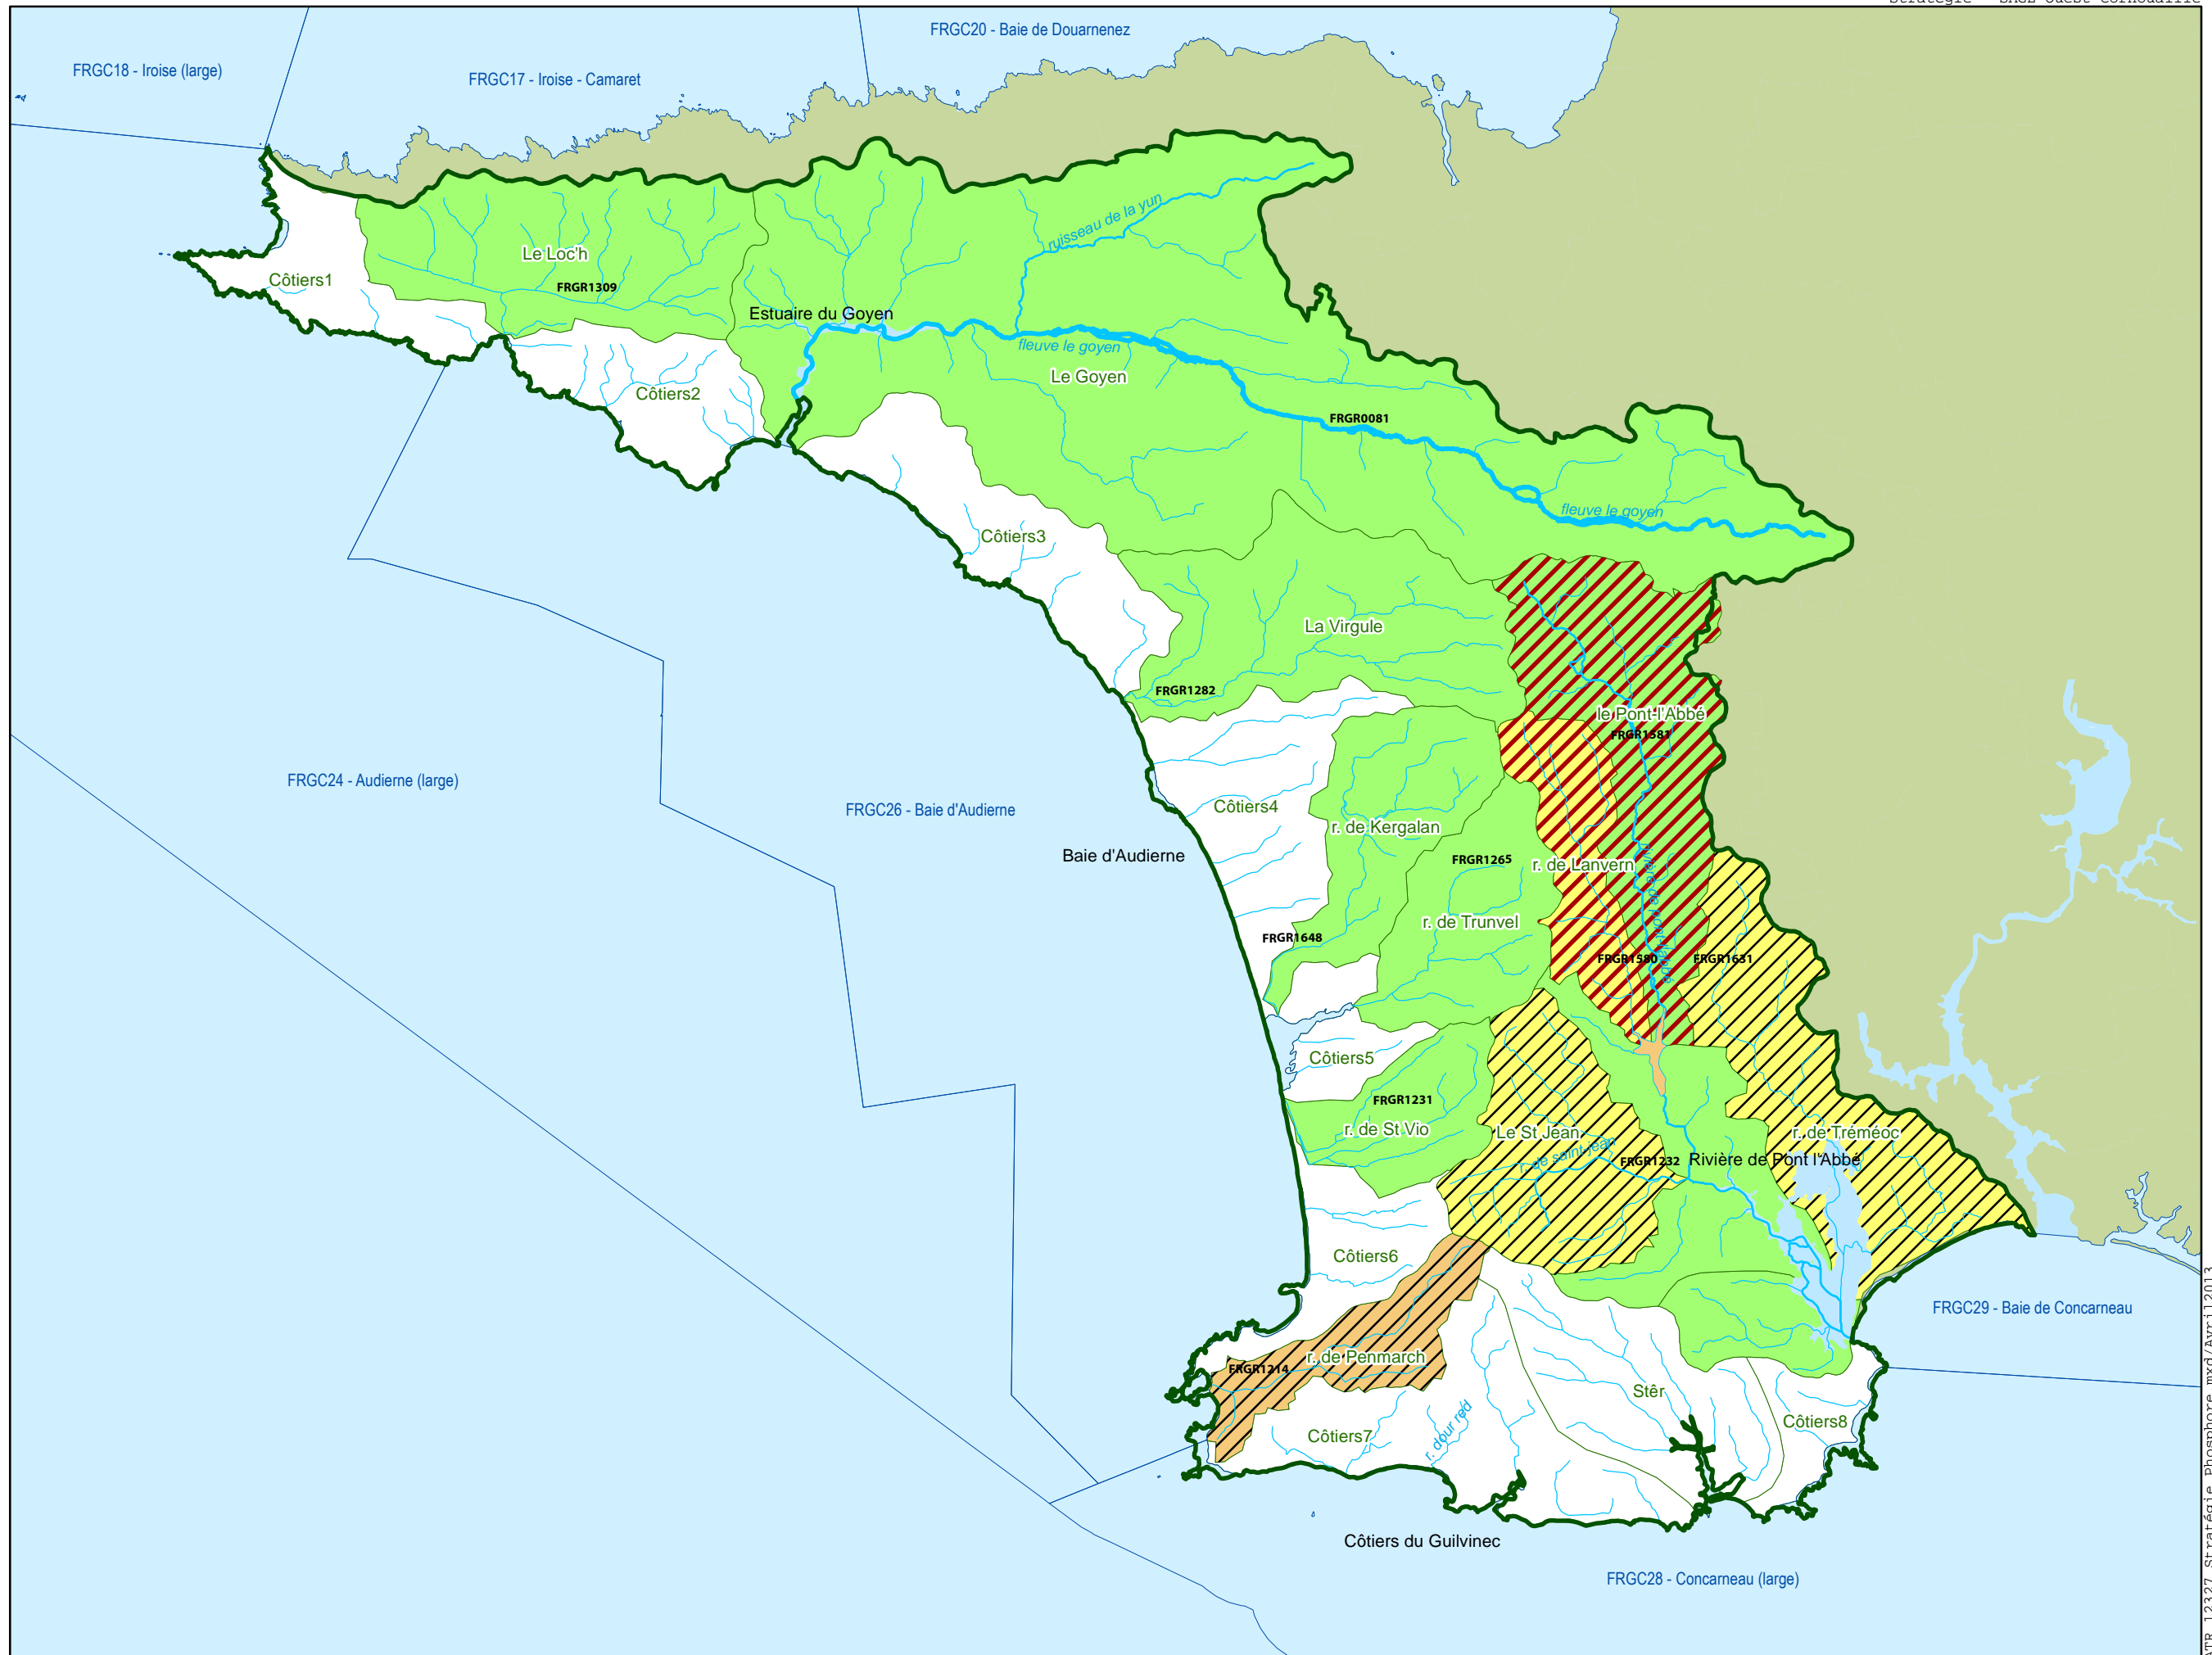 FRGC20 - Baie de Douarnenez
FRGC18 - Iroise (large)
FRGC17 - Iroise - Camaret
ruisseau de la yun
Le Loc'h
Côtiers1
FRGR1309
Estuaire du Goyen
fleuve le goyen
Le Goyen
Côtiers2
FRGR0081
fleuve le goyen
Côtiers3
La Virgule
FRGR1282
le Pont-l'Abbé
FRGR1581
FRGC24 - Audierne (large)
FRGC26 - Baie d'Audierne
Côtiers4
r. de Kergalan
Baie d'Audierne
FRGR1265
r. de Lanvern
r. de Trunvel
FRGR1648
FRGR1580
FRGR1631
Côtiers5
FRGR1231
r. de St Vio
Le St Jean
r. de saint-jean
r. de Tréméoc
FRGR1232
Rivière de Pont l'Abbé
Côtiers6
FRGC29 - Baie de Concarneau
r. de Penmarch
FRGR1214
Stêr
Côtiers8
Côtiers7
r. dour red
Côtiers du Guilvinec
FRGC28 - Concarneau (large)